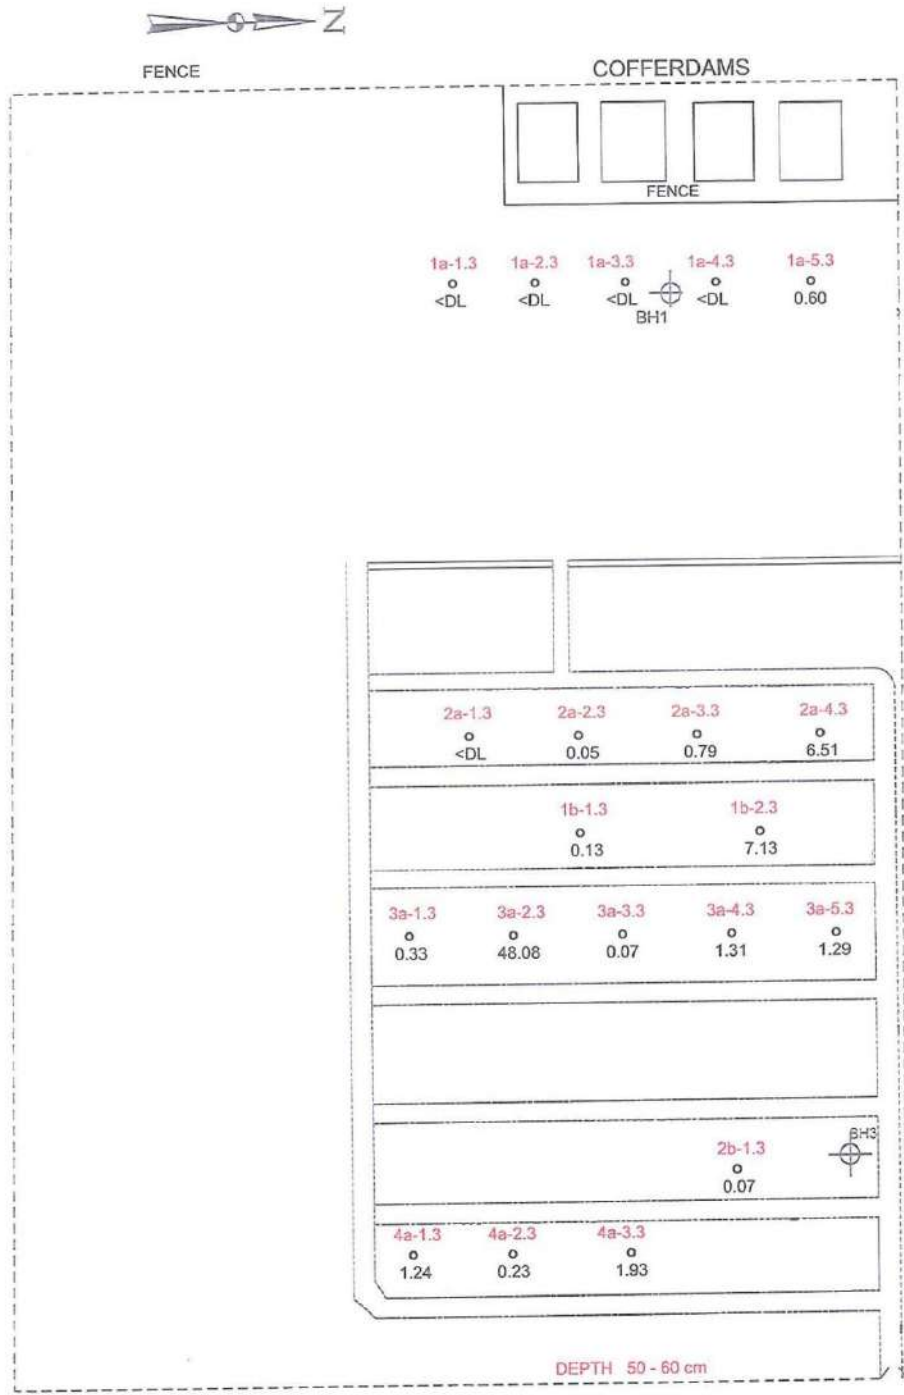 N
FENCE
COFFERDAMS
FENCE
1a-1.3 1a-2.3 1a-3.3 1a-4.3 1a-5.3
<DL <DL <DL <DL 0.60
BH1
2a-1.3 2a-2.3 2a-3.3 2a-4.3
<DL 0.05 0.79 6.51
1b-1.3 1b-2.3
0.13 7.13
3a-1.3 3a-2.3 3a-3.3 3a-4.3 3a-5.3
0.33 48.08 0.07 1.31 1.29
BH3
2b-1.3
0.07
4a-1.3 4a-2.3 4a-3.3
1.24 0.23 1.93
DEPTH 50 - 60 cm